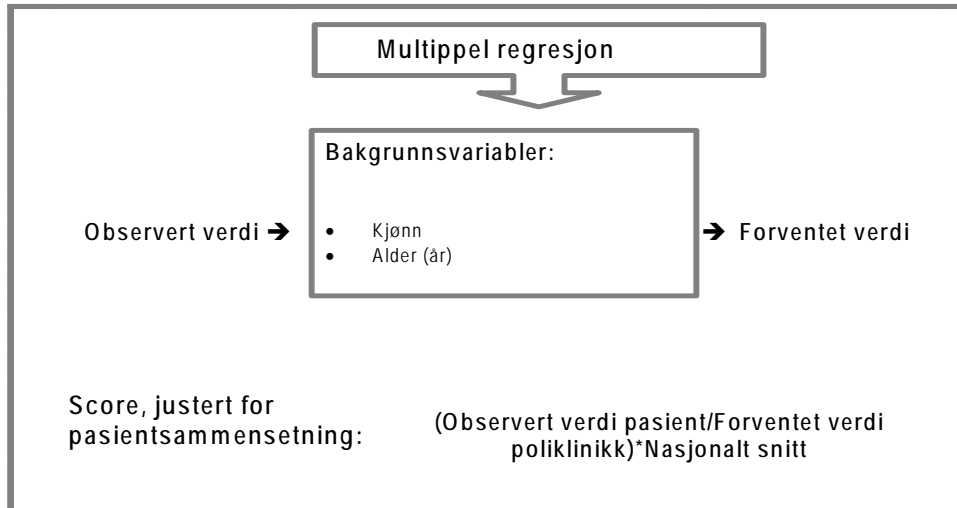 Multippel regresjon
Bakgrunnsvariabler:
Observert verdi ➔
• Kjønn
• Alder (år)
➔ Forventet verdi
Score, justert for
pasientsammensetning:
(Observert verdi pasient/Forventet verdi
poliklinikk)*Nasjonalt snitt